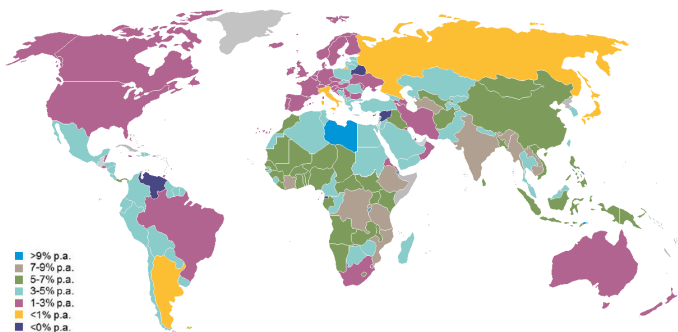 >9% p.a.
7-9% p.a.
5-7% p.a.
3-5% p.a.
1-3% p.a.
<1% p.a.
<0% p.a.